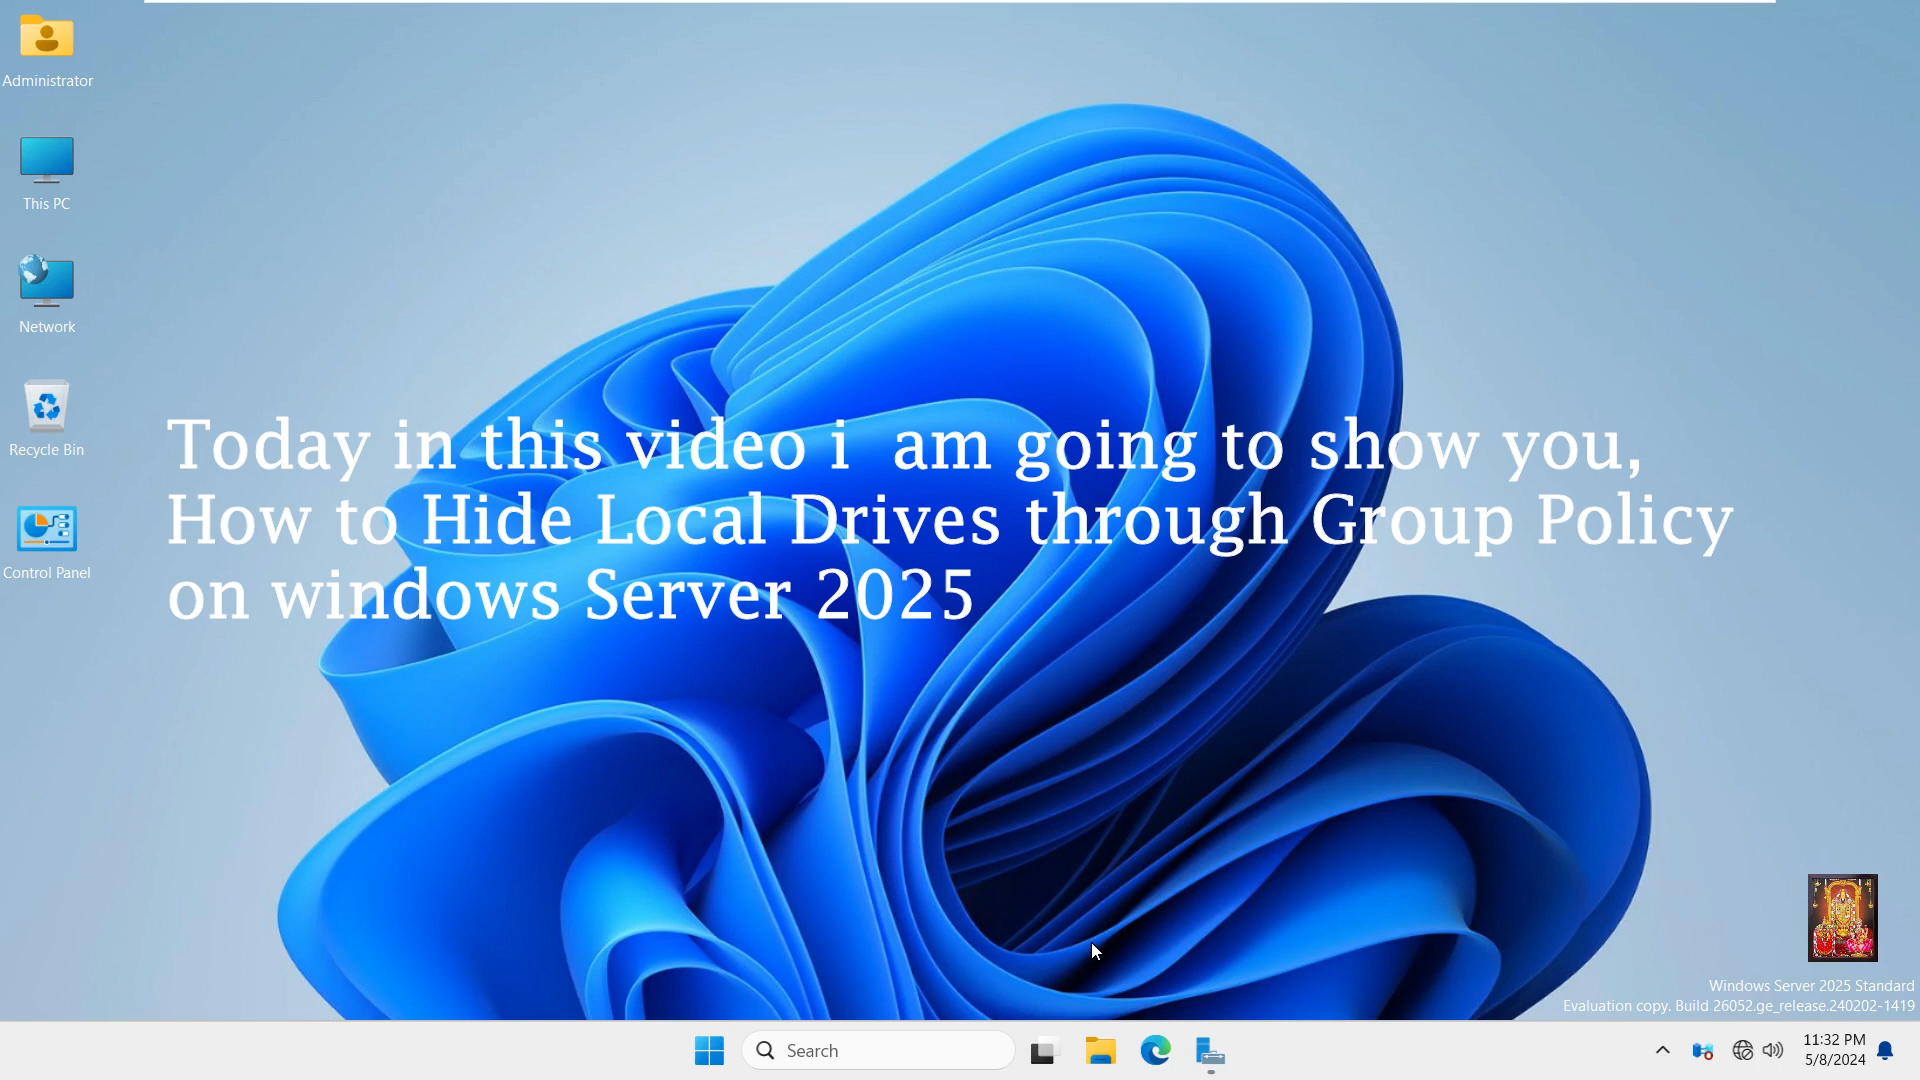 Administrator
This PC
Network
Recycle Bin
Control Panel
Today in this video i  am going to show you,
How to Hide Local Drives through Group Policy
on windows Server 2025
Windows Server 2025 Standard
Evaluation copy. Build 26052.ge_release.240202-1419
Search
11:32 PM
5/8/2024